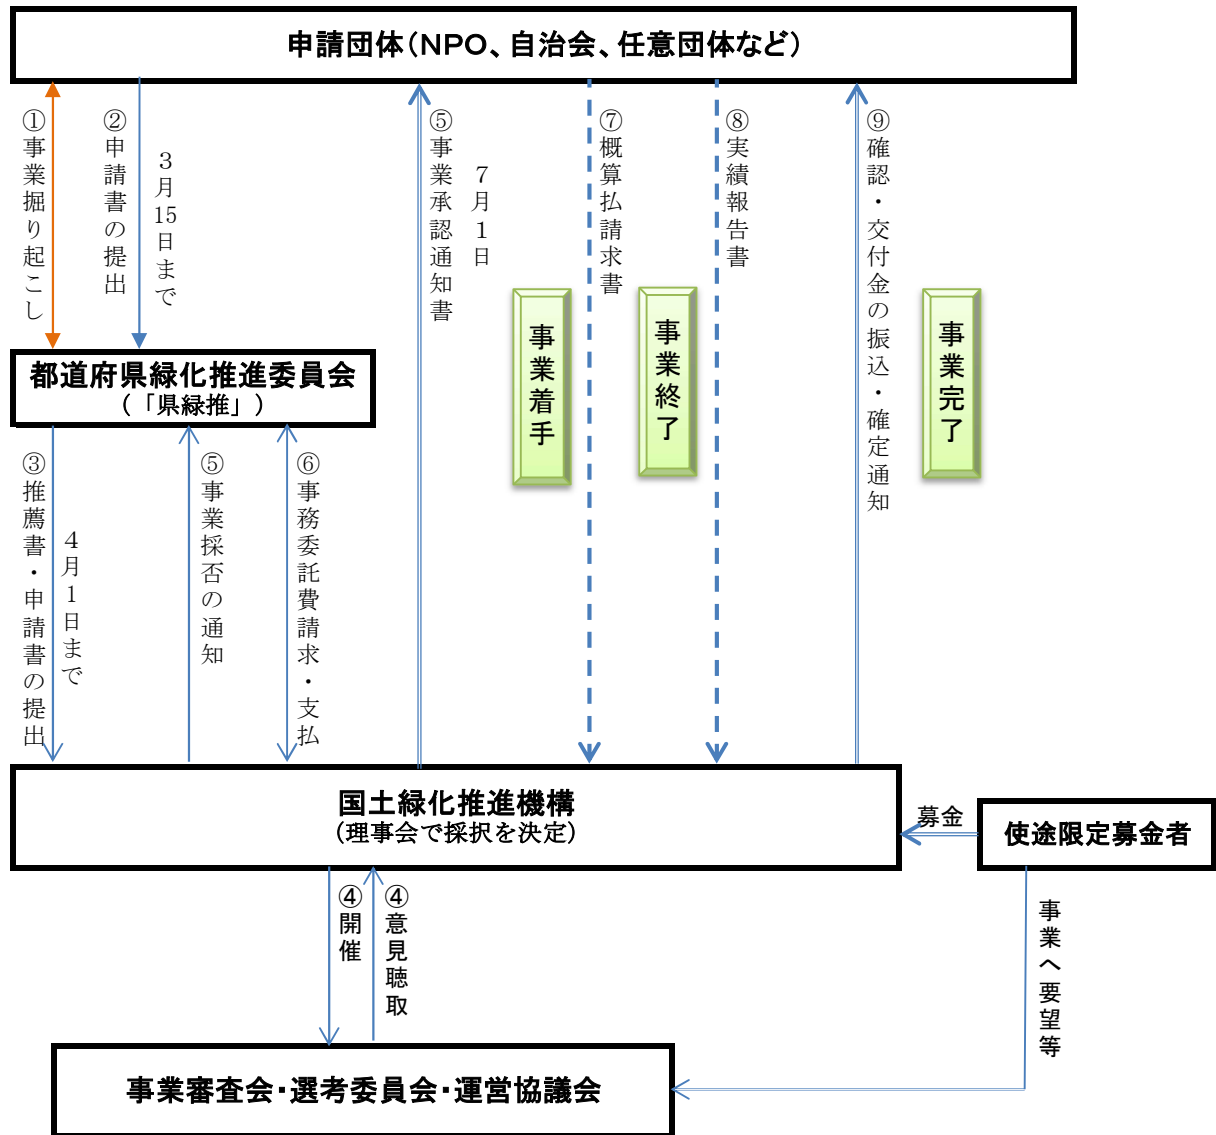 申請団体（NPO、自治会、任意団体など）
①事業掘り起こし
②申請書の提出
３月15日まで
⑤事業承認通知書
７月１日
⑦概算払請求書
⑧実績報告書
⑨確認・交付金の振込・確定通知
事業着手
事業終了
事業完了
都道府県緑化推進委員会
（「県緑推」）
③推薦書・申請書の提出
４月１日まで
⑤事業採否の通知
⑥事務委託費請求・支払
国土緑化推進機構
（理事会で採択を決定）
募金
使途限定募金者
④開催
④意見聴取
事業へ要望等
事業審査会・選考委員会・運営協議会